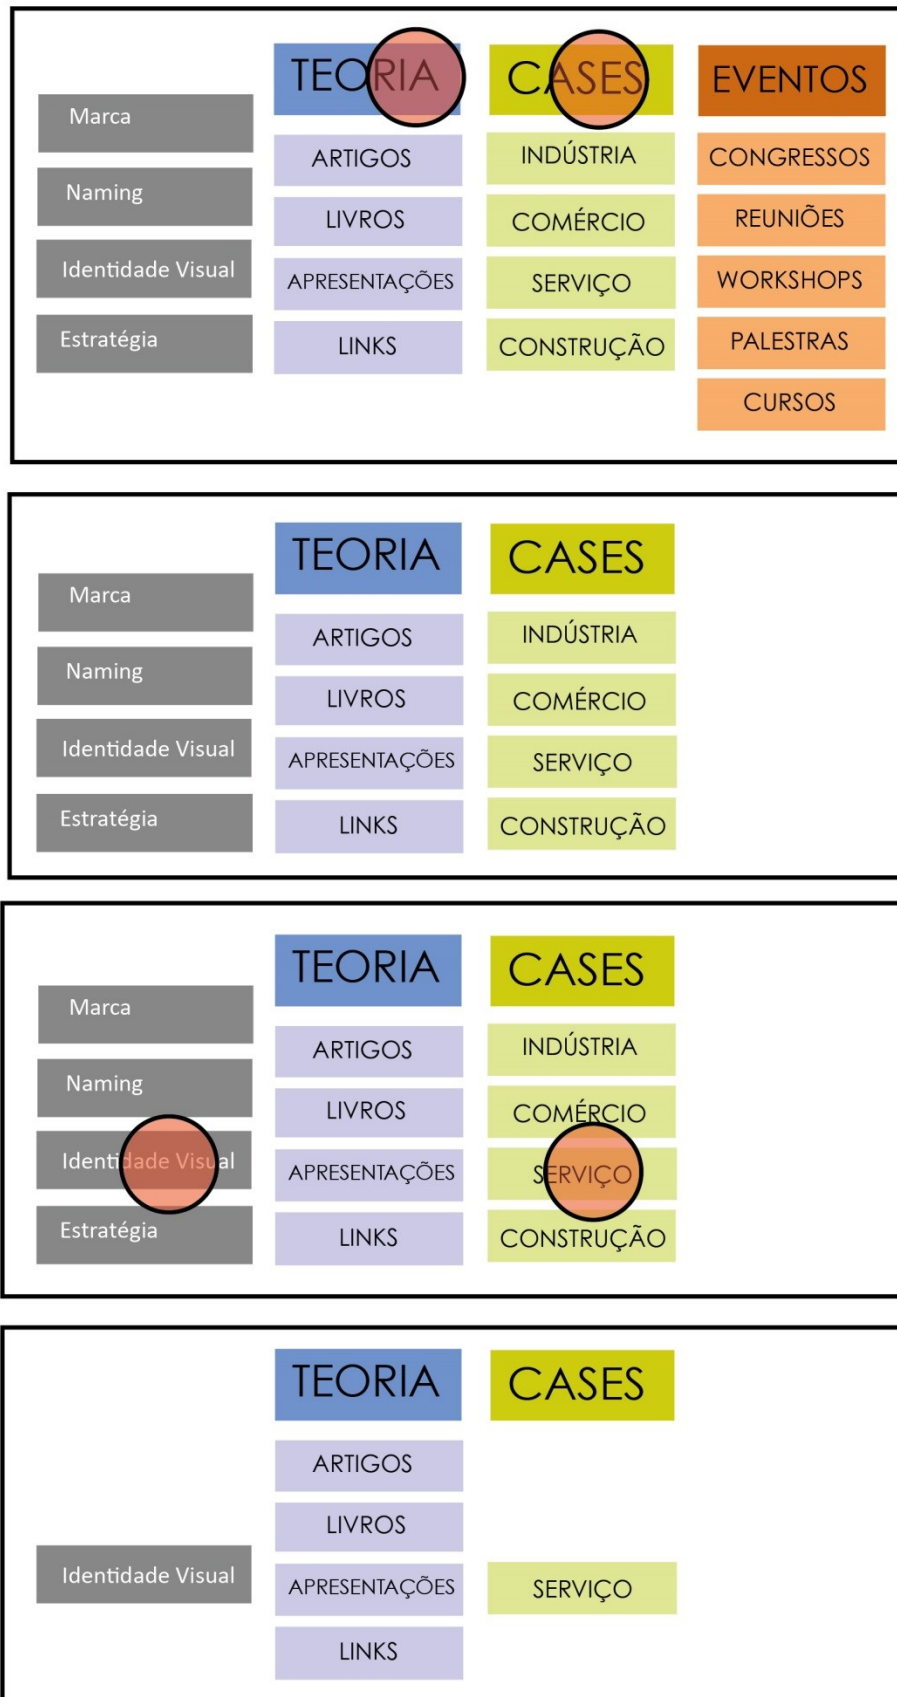 TEORIA CASES EVENTOS
Marca
ARTIGOS INDÚSTRIA CONGRESSOS
Naming
LIVROS COMÉRCIO REUNIÕES
Identidade Visual
APRESENTAÇÕES SERVIÇO WORKSHOPS
Estratégia
LINKS CONSTRUÇÃO PALESTRAS
CURSOS
TEORIA CASES
Marca
ARTIGOS INDÚSTRIA
Naming
LIVROS COMÉRCIO
Identidade Visual
APRESENTAÇÕES SERVIÇO
Estratégia
LINKS CONSTRUÇÃO
TEORIA CASES
Marca
ARTIGOS INDÚSTRIA
Naming
LIVROS COMÉRCIO
Identidade Visual
APRESENTAÇÕES SERVIÇO
Estratégia
LINKS CONSTRUÇÃO
TEORIA CASES
ARTIGOS
LIVROS
Identidade Visual
APRESENTAÇÕES SERVIÇO
LINKS